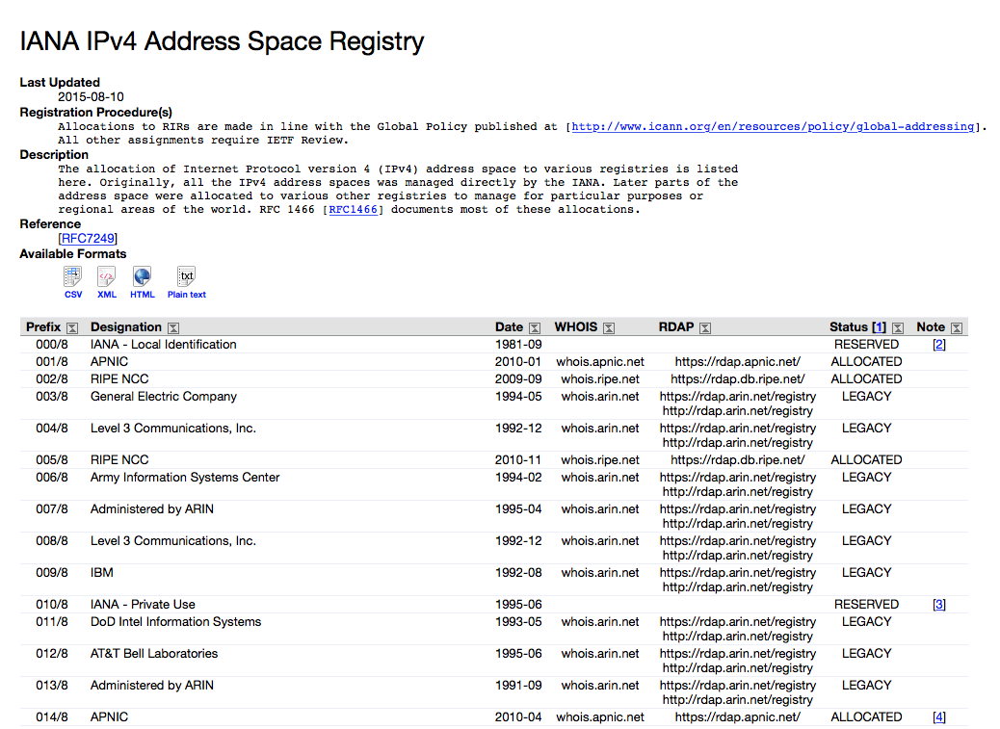 IANA IPv4 Address Space Registry
Last Updated
2015-08-10
Registration Procedure(s)
Allocations to RIRs are made in line with the Global Policy published at [http://www.icann.org/en/resources/policy/global-addressing].
All other assignments require IETF Review.
Description
The allocation of Internet Protocol version 4 (IPv4) address space to various registries is listed
here. Originally, all the IPv4 address spaces was managed directly by the IANA. Later parts of the
address space were allocated to various other registries to manage for particular purposes or
regional areas of the world. RFC 1466 [RFC1466] documents most of these allocations.
Reference
[RFC7249]
Available Formats
txt
CSV XML HTML Plain text
Prefix Designation Date WHOIS RDAP Status [1] Note
000/8 IANA - Local Identification 1981-09 RESERVED [2]
001/8 APNIC 2010-01 whois.apnic.net https://rdap.apnic.net/ ALLOCATED
002/8 RIPE NCC 2009-09 whois.ripe.net https://rdap.db.ripe.net/ ALLOCATED
003/8 General Electric Company 1994-05 whois.arin.net https://rdap.arin.net/registry LEGACY
http://rdap.arin.net/registry
004/8 Level 3 Communications, Inc. 1992-12 whois.arin.net https://rdap.arin.net/registry LEGACY
http://rdap.arin.net/registry
005/8 RIPE NCC 2010-11 whois.ripe.net https://rdap.db.ripe.net/ ALLOCATED
006/8 Army Information Systems Center 1994-02 whois.arin.net https://rdap.arin.net/registry LEGACY
http://rdap.arin.net/registry
007/8 Administered by ARIN 1995-04 whois.arin.net https://rdap.arin.net/registry LEGACY
http://rdap.arin.net/registry
008/8 Level 3 Communications, Inc. 1992-12 whois.arin.net https://rdap.arin.net/registry LEGACY
http://rdap.arin.net/registry
009/8 IBM 1992-08 whois.arin.net https://rdap.arin.net/registry LEGACY
http://rdap.arin.net/registry
010/8 IANA - Private Use 1995-06 RESERVED [3]
011/8 DoD Intel Information Systems 1993-05 whois.arin.net https://rdap.arin.net/registry LEGACY
http://rdap.arin.net/registry
012/8 AT&T Bell Laboratories 1995-06 whois.arin.net https://rdap.arin.net/registry LEGACY
http://rdap.arin.net/registry
013/8 Administered by ARIN 1991-09 whois.arin.net https://rdap.arin.net/registry LEGACY
http://rdap.arin.net/registry
014/8 APNIC 2010-04 whois.apnic.net https://rdap.apnic.net/ ALLOCATED [4]